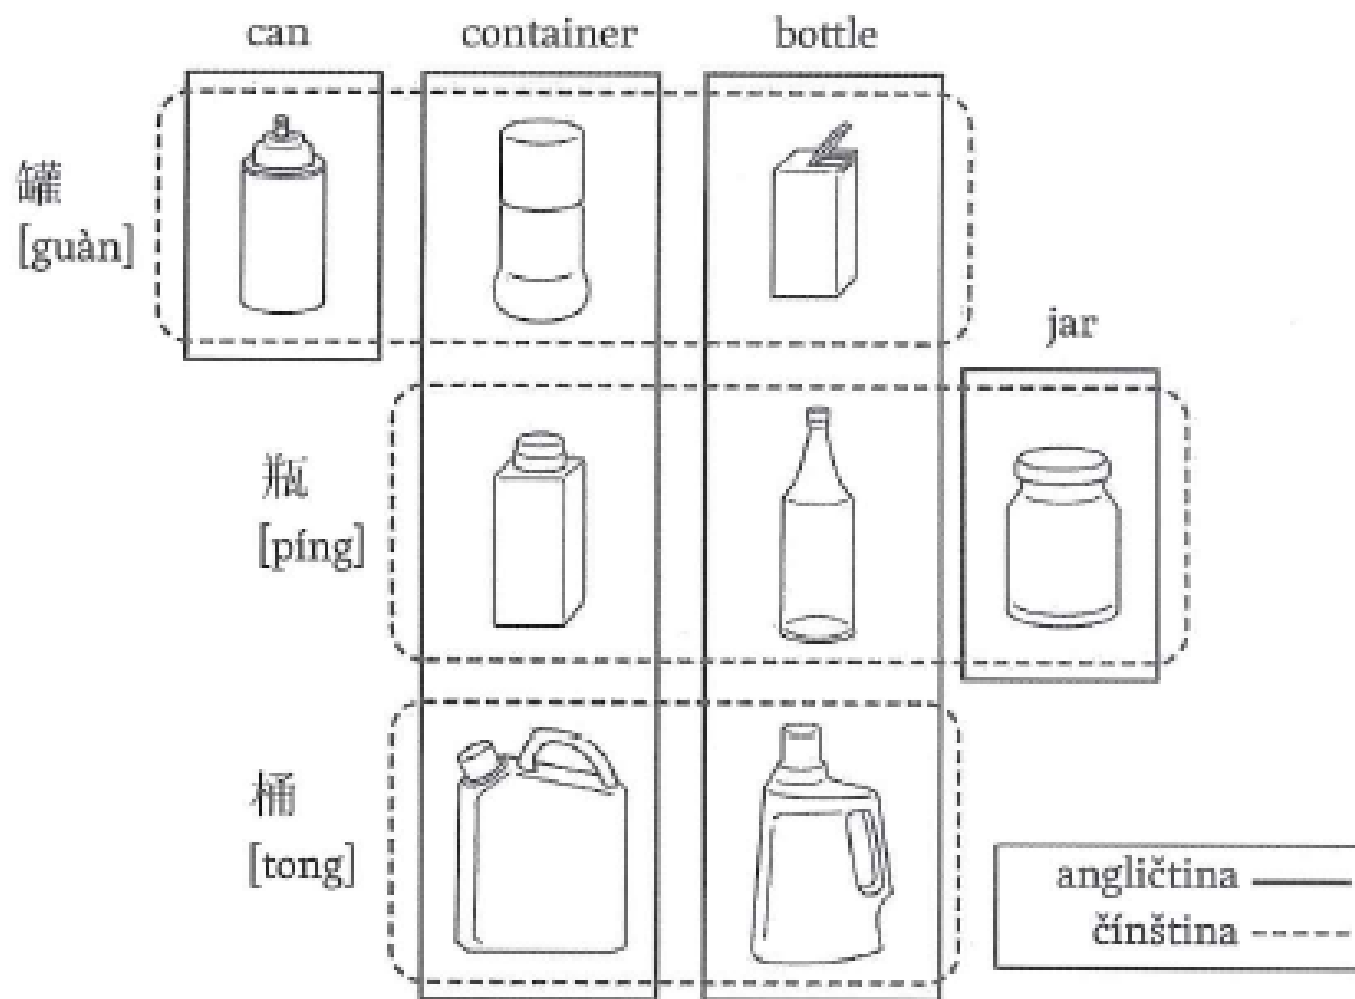 can container bottle
罐
[guàn]
jar
瓶
[píng]
桶
[tong]
angličtina
čínština